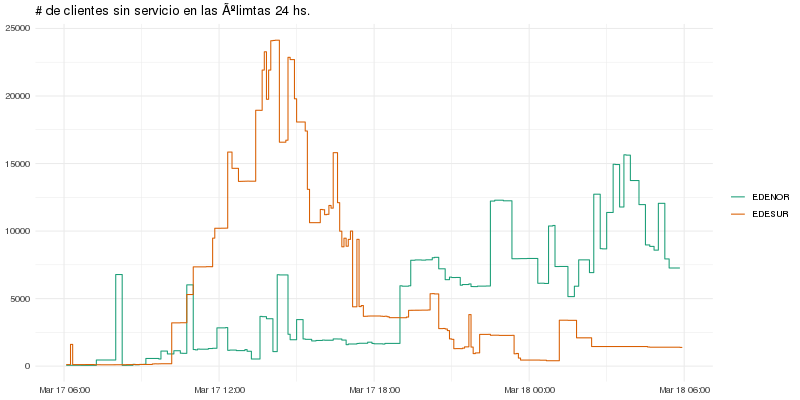 # de clientes sin servicio en las Ãºlimtas 24 hs.
25000
20000
15000
10000
5000
0
Mar 17 06:00
Mar 17 12:00
Mar 17 18:00
Mar 18 00:00
Mar 18 06:00
EDENOR
EDESUR